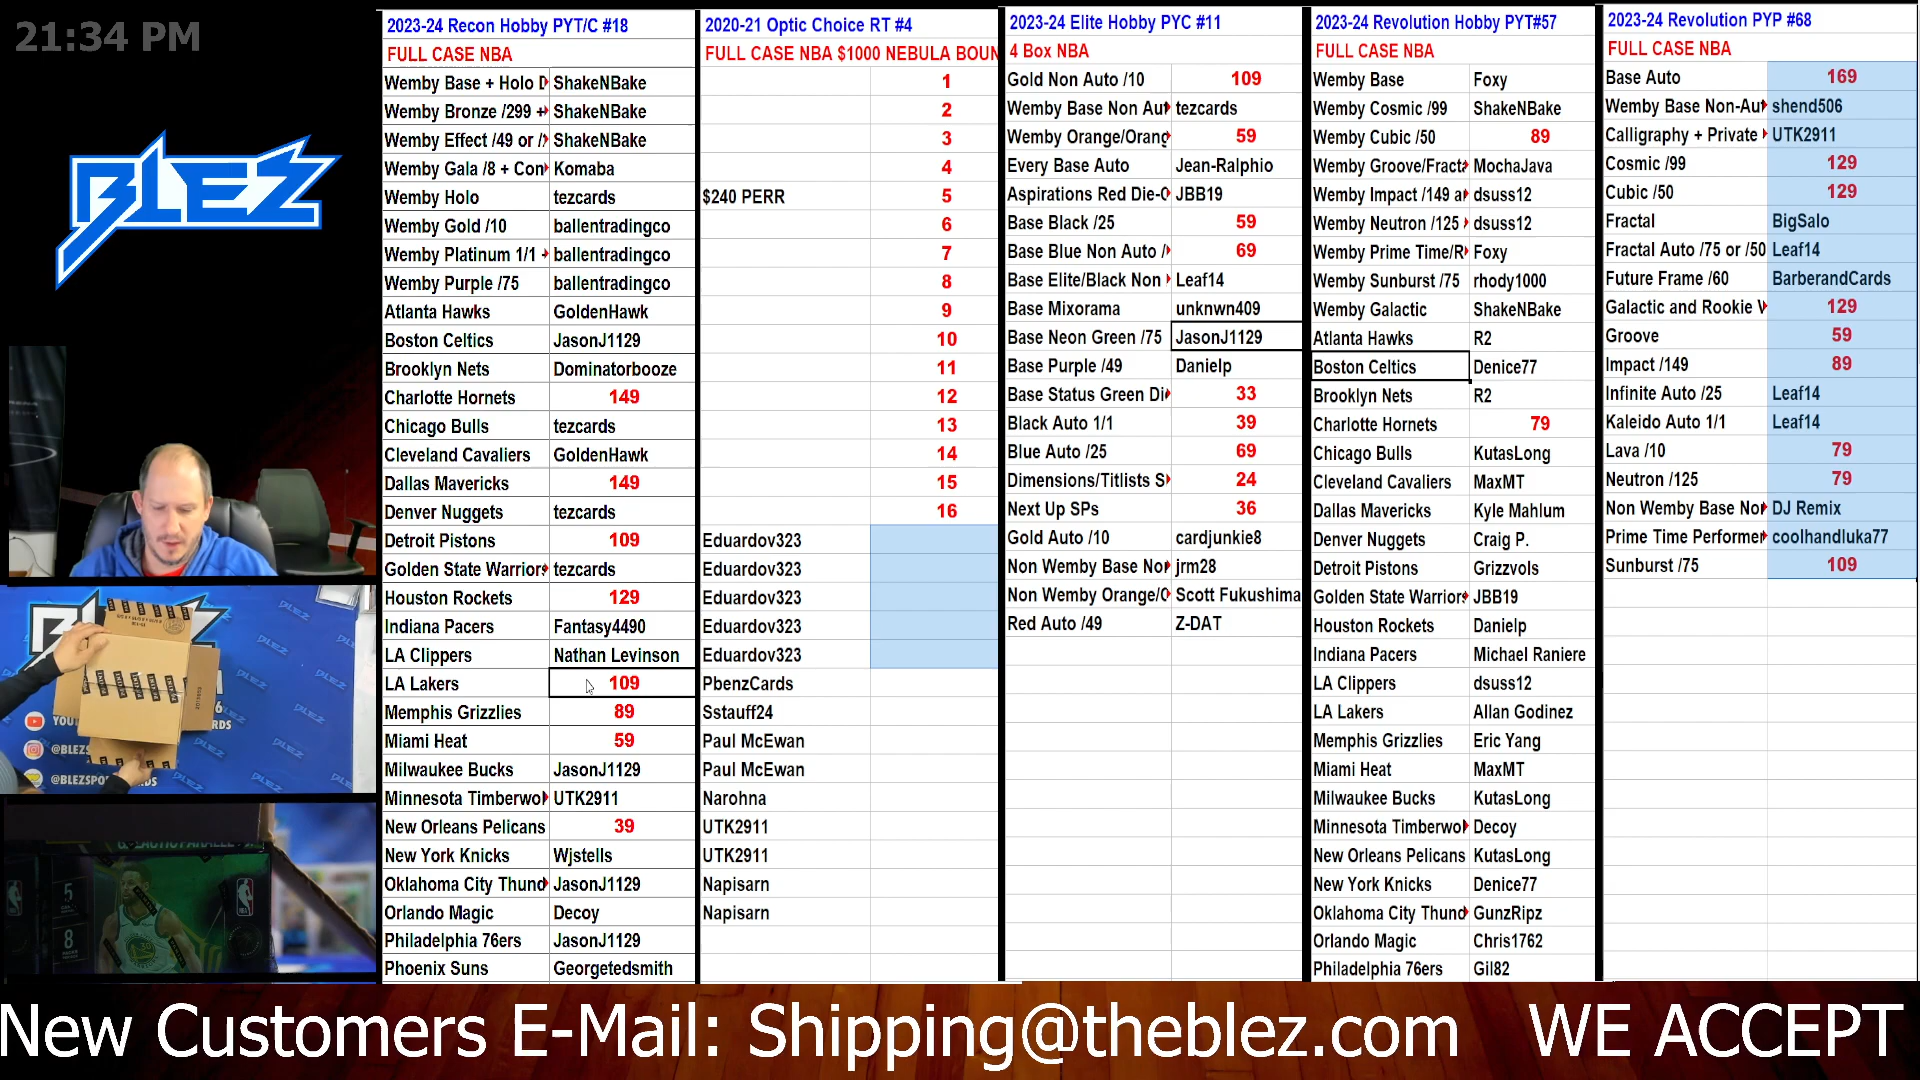 21:34 PM
BLEZ
2023-24 Recon Hobby PYT/C #18
FULL CASE NBA
Wemby Base + Holo D ShakeNBake
Wemby Bronze /299 + ShakeNBake
Wemby Effect /49 or / ShakeNBake
Wemby Gala /8 + Con Komaba
Wemby Holo tezcards
Wemby Gold /10 ballentradingco
Wemby Platinum 1/1 + ballentradingco
Wemby Purple /75 ballentradingco
Atlanta Hawks GoldenHawk
Boston Celtics JasonJ1129
Brooklyn Nets Dominatorbooze
Charlotte Hornets 149
Chicago Bulls tezcards
Cleveland Cavaliers GoldenHawk
Dallas Mavericks 149
Denver Nuggets tezcards
Detroit Pistons 109
Golden State Warriors tezcards
Houston Rockets 129
Indiana Pacers Fantasy4490
LA Clippers Nathan Levinson
LA Lakers 109
Memphis Grizzlies 89
Miami Heat 59
Milwaukee Bucks JasonJ1129
Minnesota Timberwol UTK2911
New Orleans Pelicans 39
New York Knicks Wjstells
Oklahoma City Thund JasonJ1129
Orlando Magic Decoy
Philadelphia 76ers JasonJ1129
Phoenix Suns Georgetedsmith
2020-21 Optic Choice RT #4
FULL CASE NBA $1000 NEBULA BOUN
1
2
3
4
$240 PERR 5
6
7
8
9
10
11
12
13
14
15
16
Eduardov323
Eduardov323
Eduardov323
Eduardov323
Eduardov323
PbenzCards
Sstauff24
Paul McEwan
Paul McEwan
Narohna
UTK2911
UTK2911
Napisarn
Napisarn
2023-24 Elite Hobby PYC #11
4 Box NBA
Gold Non Auto /10 109
Wemby Base Non Aut tezcards
Wemby Orange/Orang 59
Every Base Auto Jean-Ralphio
Aspirations Red Die-C JBB19
Base Black /25 59
Base Blue Non Auto / 69
Base Elite/Black Non Leaf14
Base Mixorama unknwn409
Base Neon Green /75 JasonJ1129
Base Purple /49 Danielp
Base Status Green Di 33
Black Auto 1/1 39
Blue Auto /25 69
Dimensions/Titlists S 24
Next Up SPs 36
Gold Auto /10 cardjunkie8
Non Wemby Base Non jrm28
Non Wemby Orange/O Scott Fukushima
Red Auto /49 Z-DAT
2023-24 Revolution Hobby PYT#57
FULL CASE NBA
Wemby Base Foxy
Wemby Cosmic /99 ShakeNBake
Wemby Cubic /50 89
Wemby Groove/Fracta MochaJava
Wemby Impact /149 a dsuss12
Wemby Neutron /125 dsuss12
Wemby Prime Time/R Foxy
Wemby Sunburst /75 rhody1000
Wemby Galactic ShakeNBake
Atlanta Hawks R2
Boston Celtics Denice77
Brooklyn Nets R2
Charlotte Hornets 79
Chicago Bulls KutasLong
Cleveland Cavaliers MaxMT
Dallas Mavericks Kyle Mahlum
Denver Nuggets Craig P.
Detroit Pistons Grizzvols
Golden State Warriors JBB19
Houston Rockets Danielp
Indiana Pacers Michael Raniere
LA Clippers dsuss12
LA Lakers Allan Godinez
Memphis Grizzlies Eric Yang
Miami Heat MaxMT
Milwaukee Bucks KutasLong
Minnesota Timberwol Decoy
New Orleans Pelicans KutasLong
New York Knicks Denice77
Oklahoma City Thund GunzRipz
Orlando Magic Chris1762
Philadelphia 76ers Gil82
2023-24 Revolution PYP #68
FULL CASE NBA
Base Auto 169
Wemby Base Non-Aut shend506
Calligraphy + Private UTK2911
Cosmic /99 129
Cubic /50 129
Fractal BigSalo
Fractal Auto /75 or /50 Leaf14
Future Frame /60 BarberandCards
Galactic and Rookie V 129
Groove 59
Impact /149 89
Infinite Auto /25 Leaf14
Kaleido Auto 1/1 Leaf14
Lava /10 79
Neutron /125 79
Non Wemby Base Non DJ Remix
Prime Time Performer coolhandluka77
Sunburst /75 109
@BLEZSPO
5
8
30
New Customers E-Mail: Shipping@theblez.com WE ACCEPT